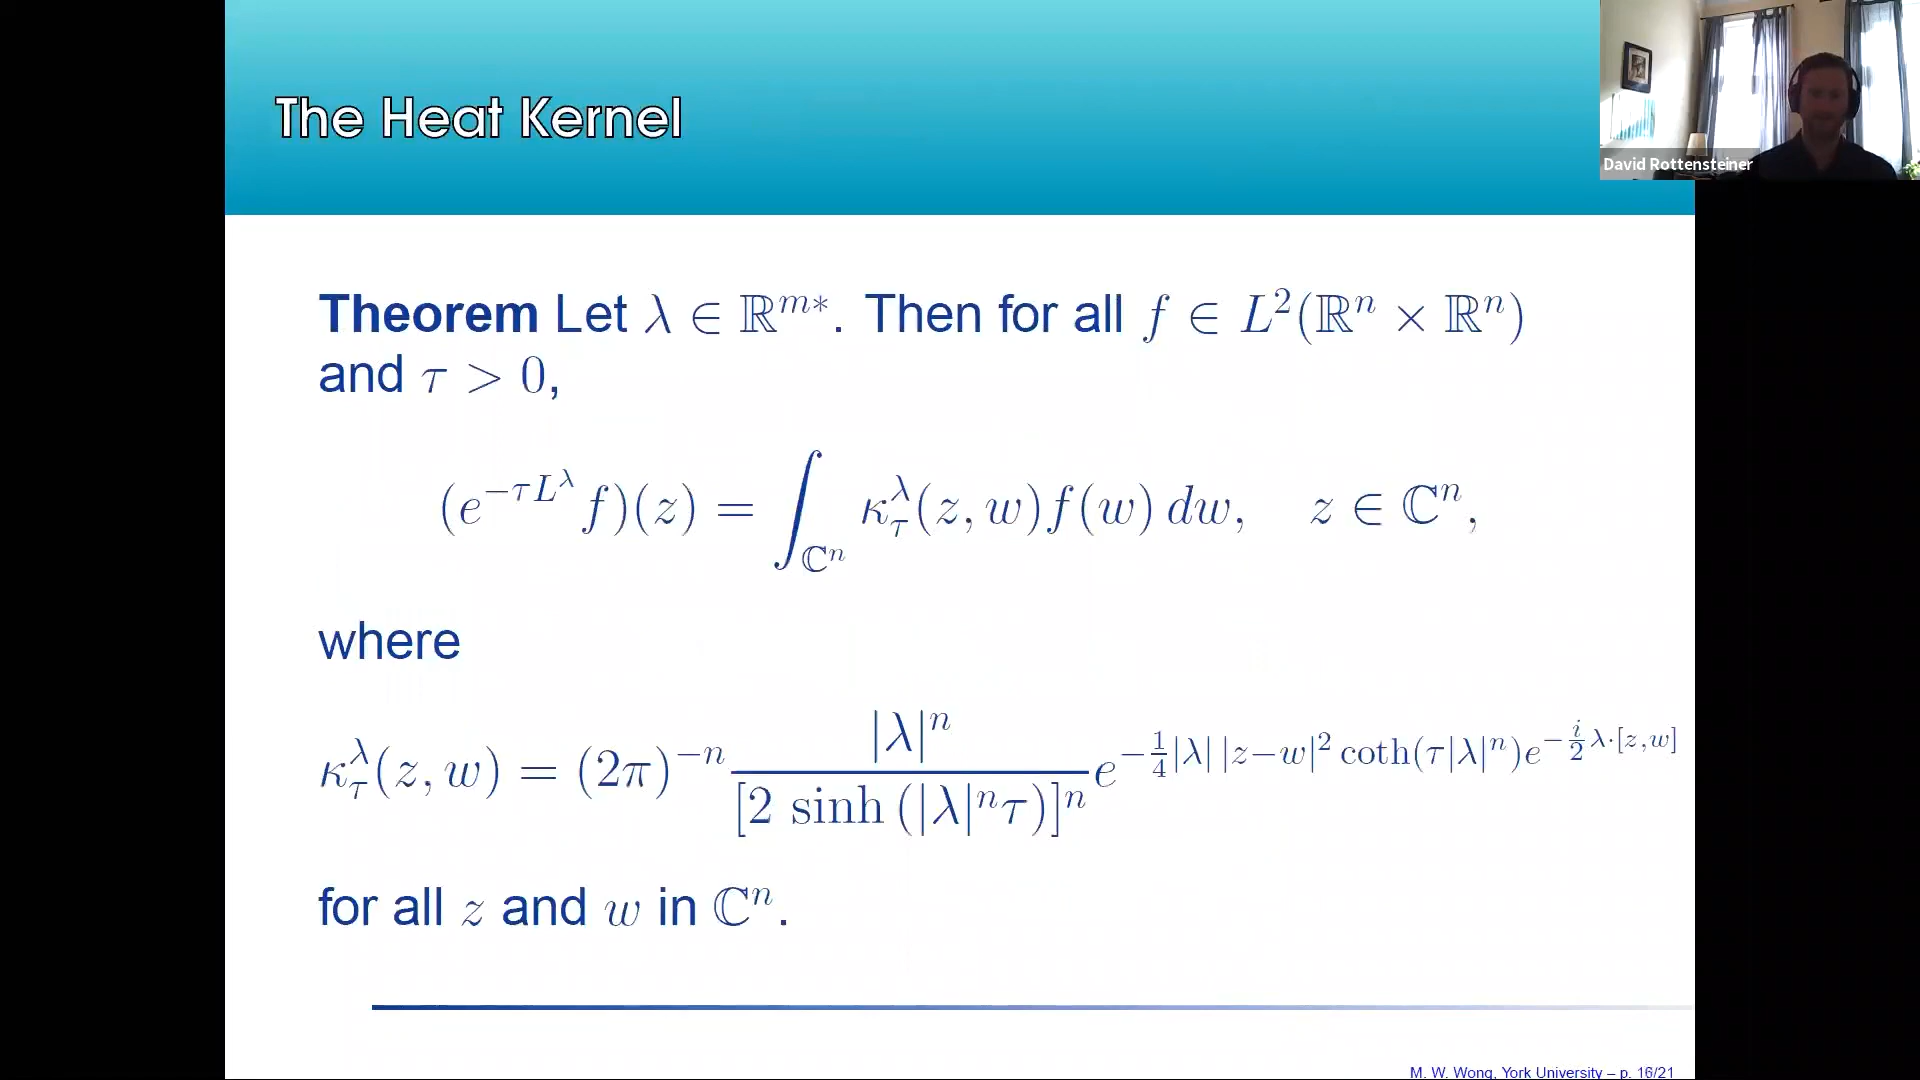 The Heat Kernel
David Rottensteiner
Theorem Let λ ∈ ℝ^{m*}. Then for all f ∈ L²(ℝⁿ × ℝⁿ)
and τ > 0,
(e^{-τL^λ} f)(z) = ∫_{ℂⁿ} κ_τ^λ(z, w) f(w) dw, z ∈ ℂⁿ,
where
κ_τ^λ(z, w) = (2π)^{-n} |λ|ⁿ / [2 sinh (|λ|ⁿτ)]ⁿ e^{-\frac{1}{4}|λ| |z-w|² coth(τ|λ|ⁿ)} e^{-\frac{i}{2}λ·[z,w]}
for all z and w in ℂⁿ.
M. W. Wong, York University – p. 16/21